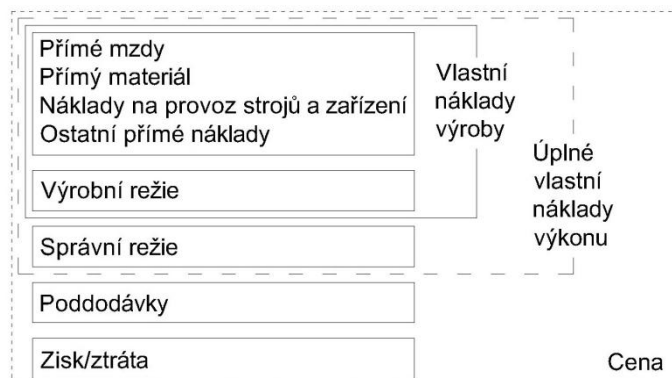 Přímé mzdy
Přímý materiál
Náklady na provoz strojů a zařízení
Ostatní přímé náklady
Výrobní režie
Vlastní
náklady
výroby
Správní režie
Úplné
vlastní
náklady
výkonu
Poddodávky
Zisk/ztráta
Cena